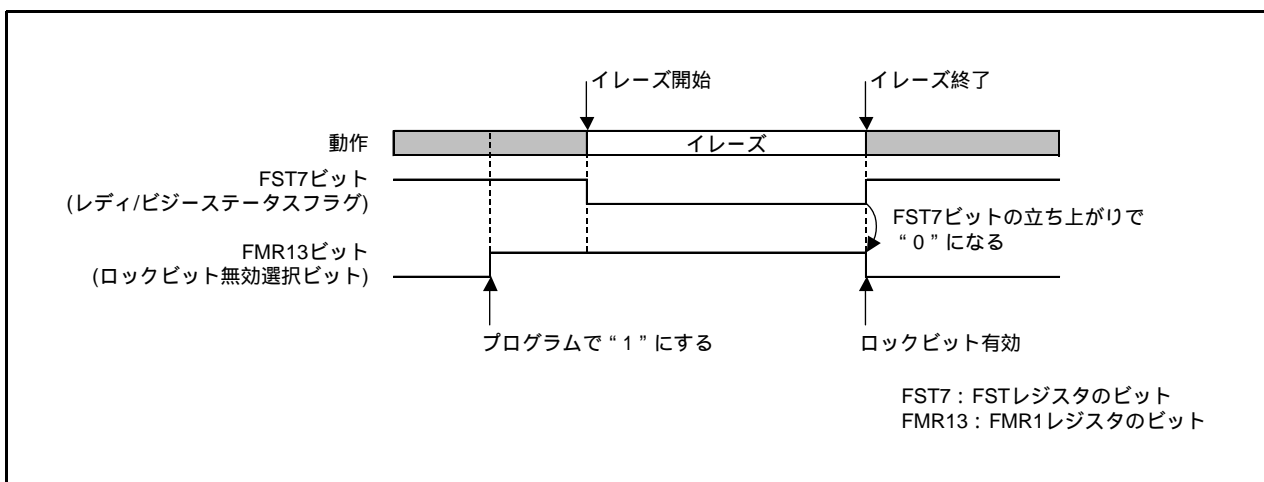 イレーズ開始
イレーズ終了
動作
イレーズ
FST7ビット
(レディ/ビジーステータスフラグ)
FST7ビットの立ち上がりで
“0”になる
FMR13ビット
(ロックビット無効選択ビット)
プログラムで“1”にする
ロックビット有効
FST7：FSTレジスタのビット
FMR13：FMR1レジスタのビット